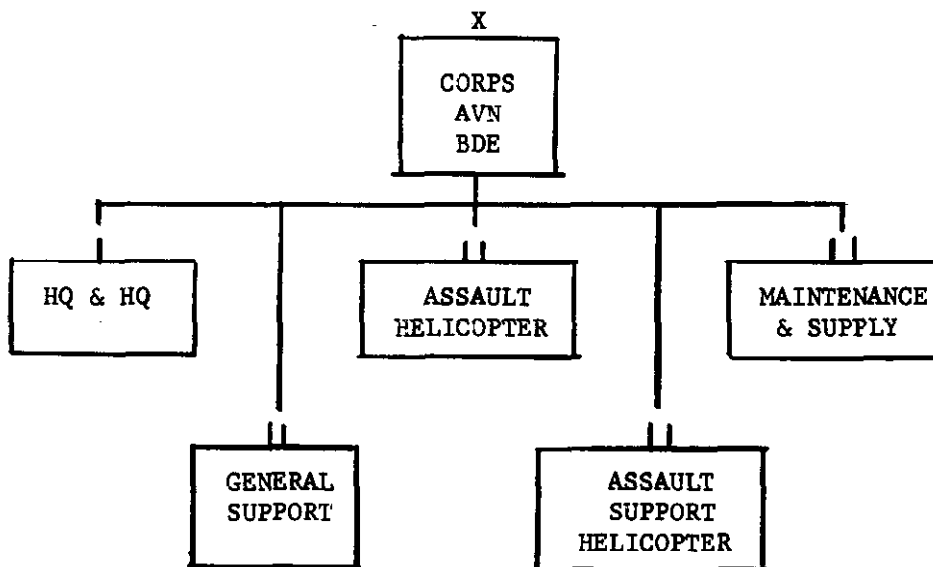 X
CORPS
AVN
BDE
HQ & HQ
ASSAULT
HELICOPTER
MAINTENANCE
& SUPPLY
GENERAL
SUPPORT
ASSAULT
SUPPORT
HELICOPTER